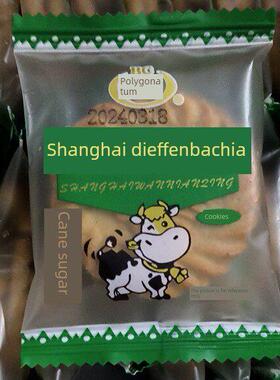 Polygona
tum
20240318
Shanghai dieffenbachia
SHANGHAIWANNIANQING
Cookies
Cane sugar